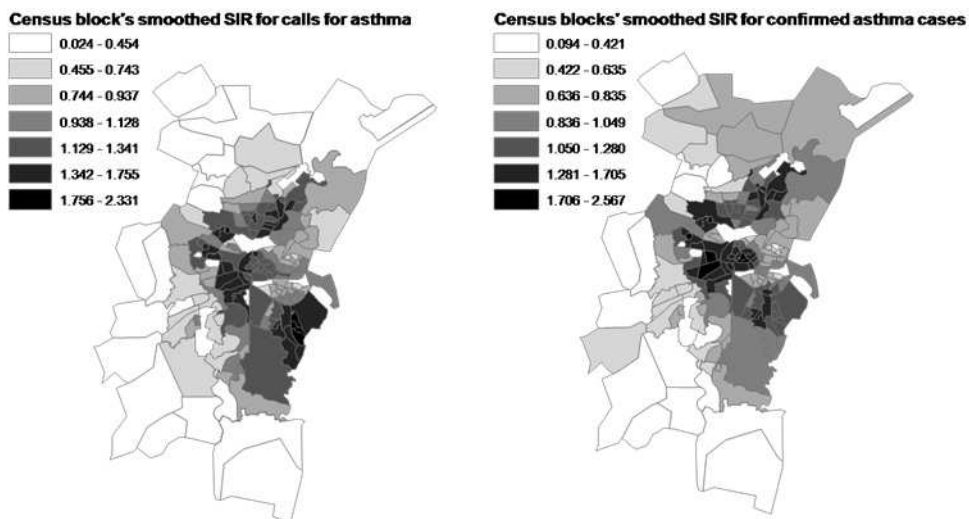 Census block's smoothed SIR for calls for asthma
0.024 - 0.454
0.455 - 0.743
0.744 - 0.937
0.938 - 1.128
1.129 - 1.341
1.342 - 1.755
1.756 - 2.331
Census blocks' smoothed SIR for confirmed asthma cases
0.094 - 0.421
0.422 - 0.635
0.636 - 0.835
0.836 - 1.049
1.050 - 1.280
1.281 - 1.705
1.706 - 2.567